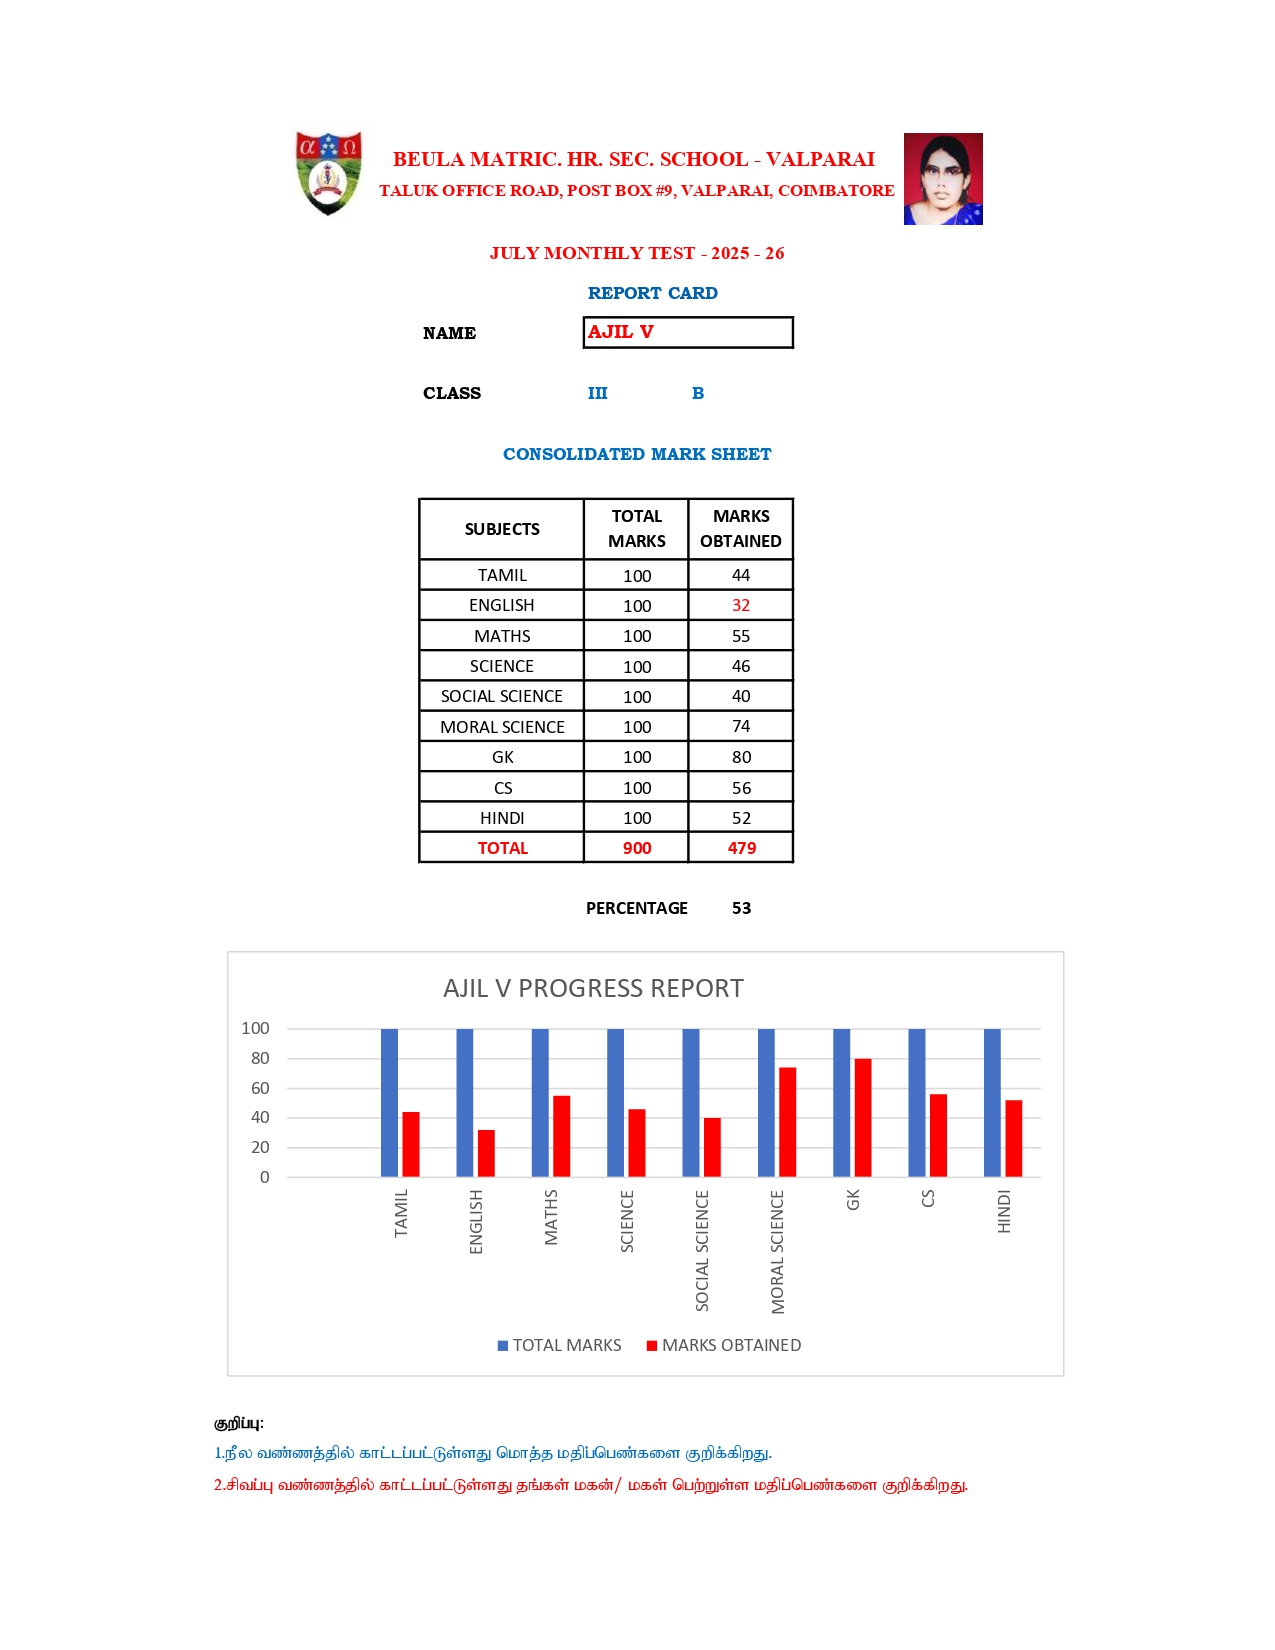 α Ω
BEULA MATRIC. HR. SEC. SCHOOL - VALPARAI
TALUK OFFICE ROAD, POST BOX #9, VALPARAI, COIMBATORE
JULY MONTHLY TEST - 2025 - 26
REPORT CARD
NAME AJIL V
CLASS III B
CONSOLIDATED MARK SHEET
SUBJECTS TOTAL MARKS MARKS OBTAINED
TAMIL 100 44
ENGLISH 100 32
MATHS 100 55
SCIENCE 100 46
SOCIAL SCIENCE 100 40
MORAL SCIENCE 100 74
GK 100 80
CS 100 56
HINDI 100 52
TOTAL 900 479
PERCENTAGE 53
AJIL V PROGRESS REPORT
100
80
60
40
20
0
TAMIL
ENGLISH
MATHS
SCIENCE
SOCIAL SCIENCE
MORAL SCIENCE
GK
CS
HINDI
TOTAL MARKS MARKS OBTAINED
குறிப்பு:
1.நீல வண்ணத்தில் காட்டப்பட்டுள்ளது மொத்த மதிப்பெண்களை குறிக்கிறது.
2.சிவப்பு வண்ணத்தில் காட்டப்பட்டுள்ளது தங்கள் மகன்/ மகள் பெற்றுள்ள மதிப்பெண்களை குறிக்கிறது.